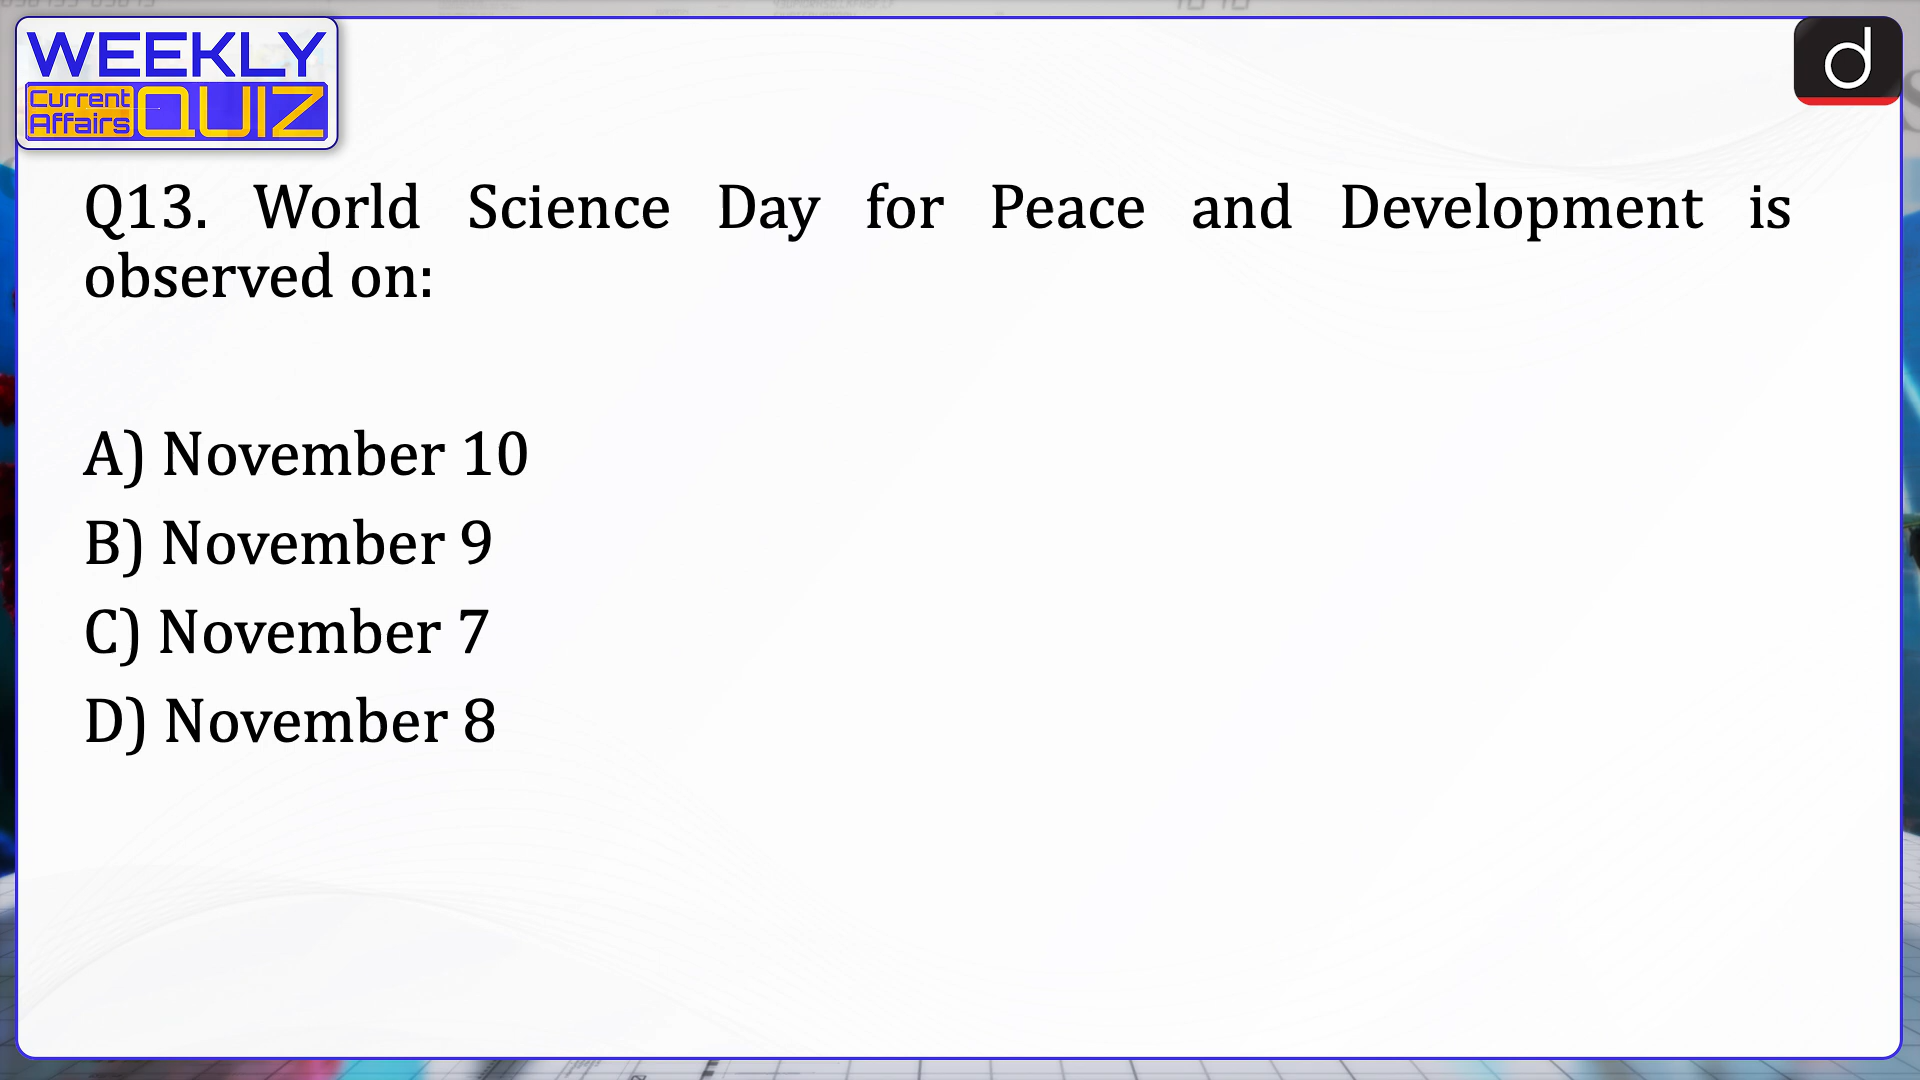 WEEKLY
Current
Affairs
QUIZ
d
Q13. World Science Day for Peace and Development is
observed on:
A) November 10
B) November 9
C) November 7
D) November 8